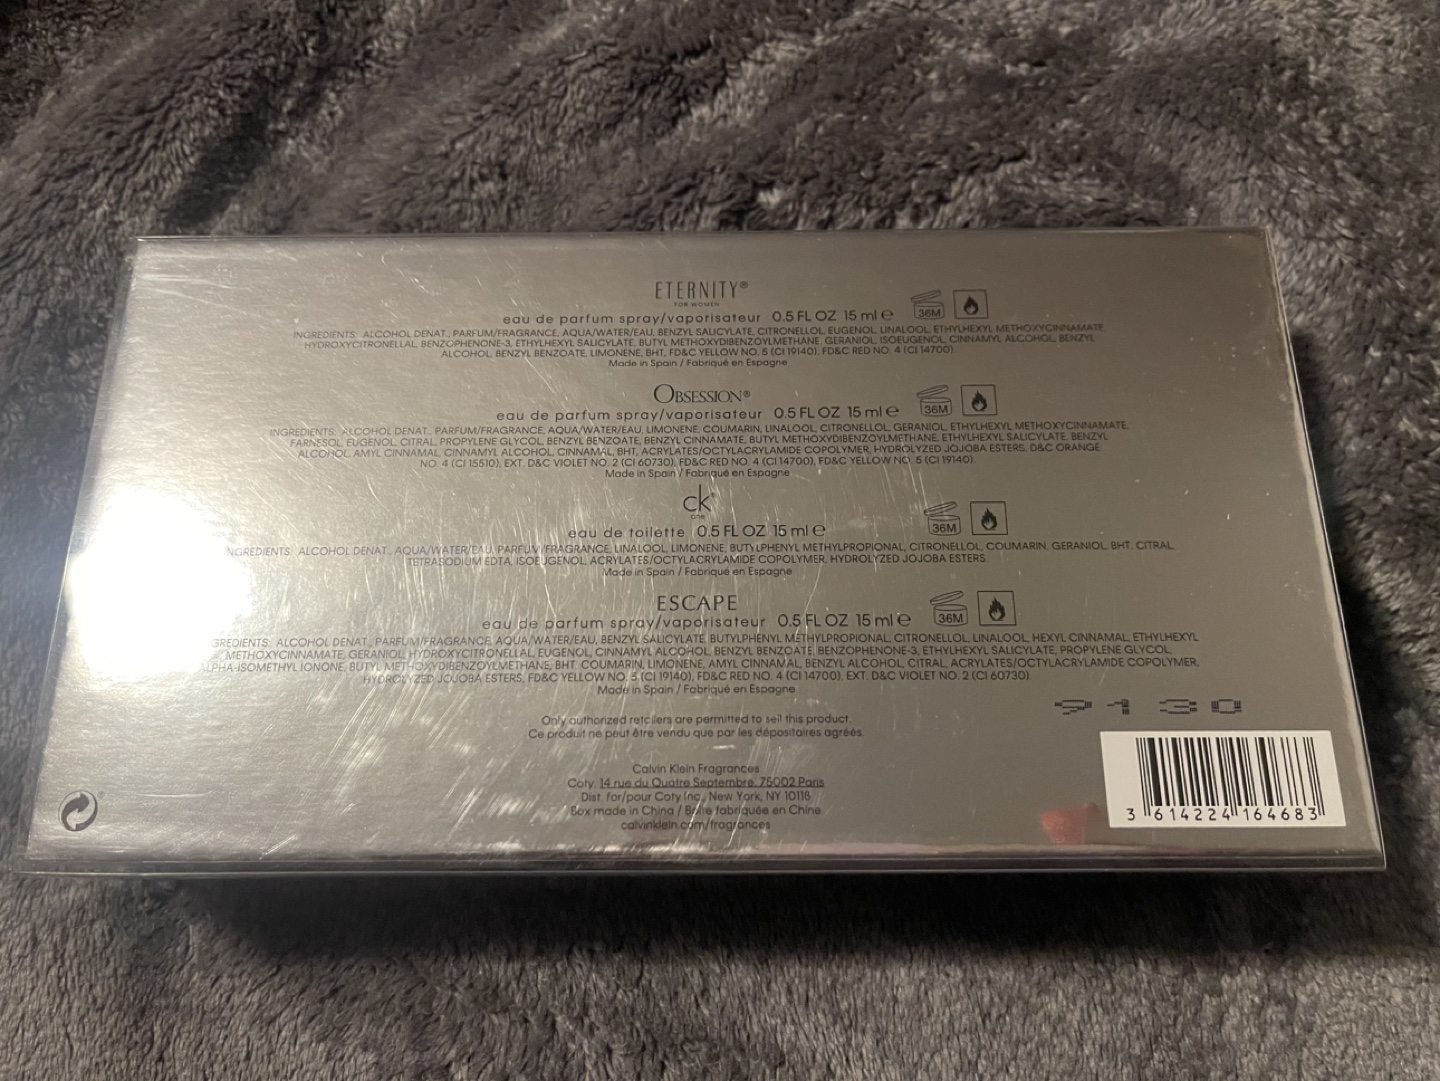 ETERNITY®
FOR WOMEN
eau de parfum spray/vaporisateur 0.5 FL OZ 15 ml e 36M
INGREDIENTS: ALCOHOL DENAT., PARFUM/FRAGRANCE, AQUA/WATER/EAU, BENZYL SALICYLATE, CITRONELLOL, EUGENOL, LINALOOL, ETHYLHEXYL METHOXYCINNAMATE,
HYDROXYCITRONELLAL, BENZOPHENONE-3, ETHYLHEXYL SALICYLATE, BUTYL METHOXYDIBENZOYLMETHANE, GERANIOL, ISOEUGENOL, CINNAMYL ALCOHOL, BENZYL
ALCOHOL, BENZYL BENZOATE, LIMONENE, BHT, FD&C YELLOW NO. 5 (CI 19140), FD&C RED NO. 4 (CI 14700).
Made in Spain / Fabriqué en Espagne
OBSESSION®
eau de parfum spray/vaporisateur 0.5 FL OZ 15 ml e 36M
INGREDIENTS: ALCOHOL DENAT., PARFUM/FRAGRANCE, AQUA/WATER/EAU, LIMONENE, COUMARIN, LINALOOL, CITRONELLOL, GERANIOL, ETHYLHEXYL METHOXYCINNAMATE,
FARNESOL, EUGENOL, CITRAL, PROPYLENE GLYCOL, BENZYL BENZOATE, BENZYL CINNAMATE, BUTYL METHOXYDIBENZOYLMETHANE, ETHYLHEXYL SALICYLATE, BENZYL
ALCOHOL, AMYL CINNAMAL, CINNAMYL ALCOHOL, CINNAMAL, BHT, ACRYLATES/OCTYLACRYLAMIDE COPOLYMER, HYDROLYZED JOJOBA ESTERS, D&C ORANGE
NO. 4 (CI 15510), EXT. D&C VIOLET NO. 2 (CI 60730), FD&C RED NO. 4 (CI 14700), FD&C YELLOW NO. 5 (CI 19140).
Made in Spain / Fabriqué en Espagne
ck
one
eau de toilette 0.5 FL OZ 15 ml e 36M
INGREDIENTS: ALCOHOL DENAT., AQUA/WATER/EAU, PARFUM/FRAGRANCE, LINALOOL, LIMONENE, BUTYLPHENYL METHYLPROPIONAL, CITRONELLOL, COUMARIN, GERANIOL, BHT, CITRAL,
TETRASODIUM EDTA, ISOEUGENOL, ACRYLATES/OCTYLACRYLAMIDE COPOLYMER, HYDROLYZED JOJOBA ESTERS.
Made in Spain / Fabriqué en Espagne
ESCAPE
eau de parfum spray/vaporisateur 0.5 FL OZ 15 ml e 36M
GREDIENTS: ALCOHOL DENAT., PARFUM/FRAGRANCE, AQUA/WATER/EAU, BENZYL SALICYLATE, BUTYLPHENYL METHYLPROPIONAL, CITRONELLOL, LINALOOL, HEXYL CINNAMAL, ETHYLHEXYL
METHOXYCINNAMATE, GERANIOL, HYDROXYCITRONELLAL, EUGENOL, CINNAMYL ALCOHOL, BENZYL BENZOATE, BENZOPHENONE-3, ETHYLHEXYL SALICYLATE, PROPYLENE GLYCOL,
ALPHA-ISOMETHYL IONONE, BUTYL METHOXYDIBENZOYLMETHANE, BHT, COUMARIN, LIMONENE, AMYL CINNAMAL, BENZYL ALCOHOL, CITRAL, ACRYLATES/OCTYLACRYLAMIDE COPOLYMER,
HYDROLYZED JOJOBA ESTERS, FD&C YELLOW NO. 5 (CI 19140), FD&C RED NO. 4 (CI 14700), EXT. D&C VIOLET NO. 2 (CI 60730).
Made in Spain / Fabriqué en Espagne
7130
Only authorized retailers are permitted to sell this product.
Ce produit ne peut être vendu que par les dépositaires agréés.
Calvin Klein Fragrances
Coty, 14 rue du Quatre Septembre, 75002 Paris
Dist. for/pour Coty Inc., New York, NY 10118
Box made in China / Boîte fabriquée en Chine
calvinklein.com/fragrances
3 614224 164683